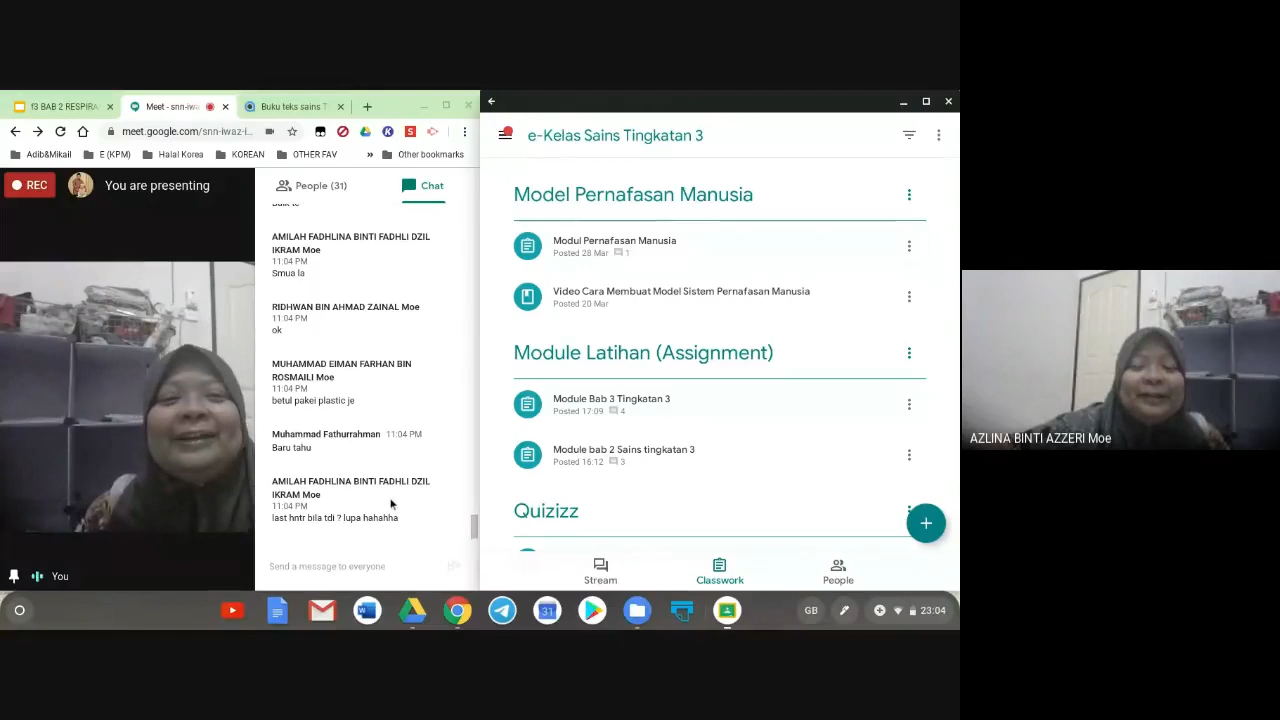 f3 BAB 2 RESPIRA
Meet - snn-iwa
Buku teks sains T
meet.google.com/snn-iwaz-i...
Adib&Mikail
E (KPM)
Halal Korea
KOREAN
OTHER FAV
»
Other bookmarks
REC
You are presenting
People (31)
Chat
AMILAH FADHLINA BINTI FADHLI DZIL
IKRAM Moe
11:04 PM
Smua la
RIDHWAN BIN AHMAD ZAINAL Moe
11:04 PM
ok
MUHAMMAD EIMAN FARHAN BIN
ROSMAILI Moe
11:04 PM
betul pakei plastic je
Muhammad Fathurrahman 11:04 PM
Baru tahu
AMILAH FADHLINA BINTI FADHLI DZIL
IKRAM Moe
11:04 PM
last hntr bila tdi ? lupa hahahha
Send a message to everyone
You
e-Kelas Sains Tingkatan 3
Model Pernafasan Manusia
Modul Pernafasan Manusia
Posted 28 Mar 1
Video Cara Membuat Model Sistem Pernafasan Manusia
Posted 20 Mar
Module Latihan (Assignment)
Module Bab 3 Tingkatan 3
Posted 17:09 4
Module bab 2 Sains tingkatan 3
Posted 16:12 3
Quizizz
Stream
Classwork
People
31
GB
23:04
AZLINA BINTI AZZERI Moe